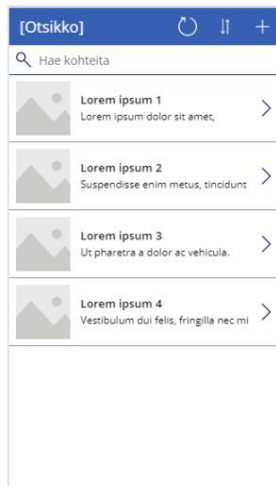 [Otsikko]
Hae kohteita
Lorem ipsum 1
Lorem ipsum dolor sit amet,
Lorem ipsum 2
Suspendisse enim metus, tincidunt
Lorem ipsum 3
Ut pharetra a dolor ac vehicula.
Lorem ipsum 4
Vestibulum dui felis, fringilla nec mi